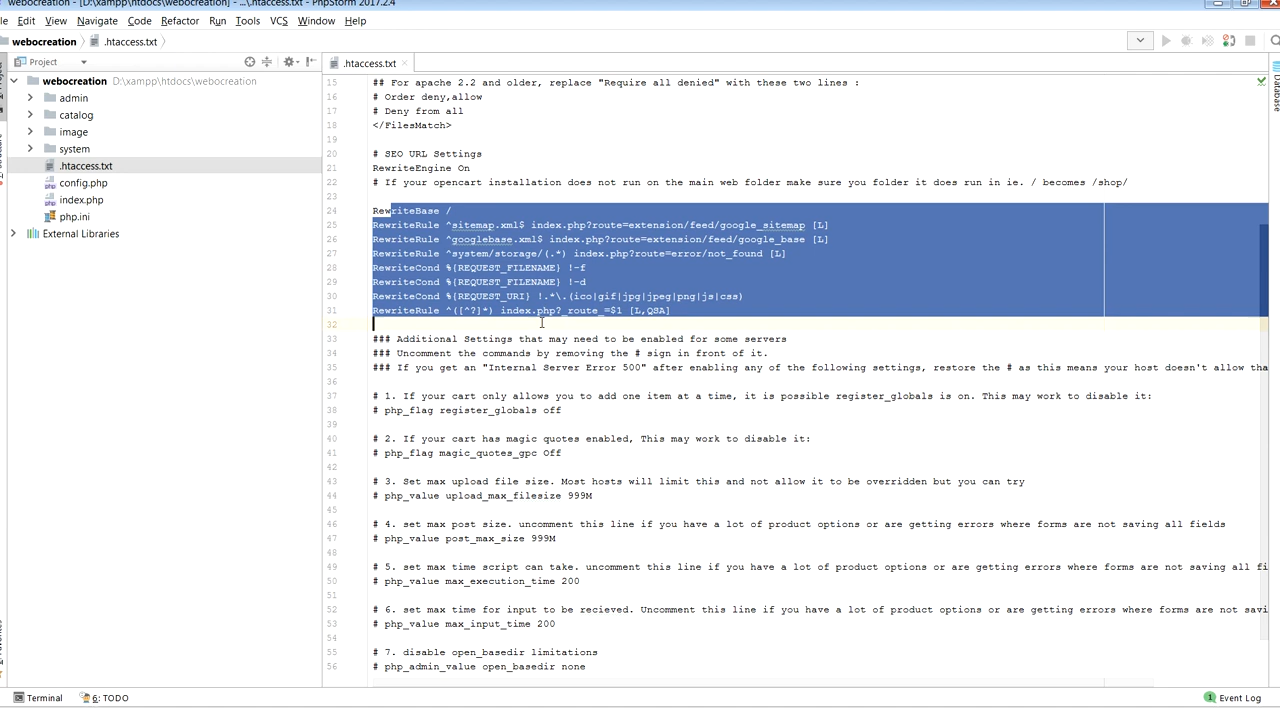 webocreation - [D:\xampp\htdocs\webocreation] - ...\.htaccess.txt - PhpStorm 2017.2.4
Edit View Navigate Code Refactor Run Tools VCS Window Help
webocreation .htaccess.txt
Project
.htaccess.txt
webocreation D:\xampp\htdocs\webocreation
admin
catalog
image
system
.htaccess.txt
config.php
index.php
php.ini
External Libraries
15 ## For apache 2.2 and older, replace "Require all denied" with these two lines :
16 # Order deny,allow
17 # Deny from all
18 </FilesMatch>
19
20 # SEO URL Settings
21 RewriteEngine On
22 # If your opencart installation does not run on the main web folder make sure you folder it does run in ie. / becomes /shop/
23
24 RewriteBase /
25 RewriteRule ^sitemap.xml$ index.php?route=extension/feed/google_sitemap [L]
26 RewriteRule ^googlebase.xml$ index.php?route=extension/feed/google_base [L]
27 RewriteRule ^system/storage/(.*) index.php?route=error/not_found [L]
28 RewriteCond %{REQUEST_FILENAME} !-f
29 RewriteCond %{REQUEST_FILENAME} !-d
30 RewriteCond %{REQUEST_URI} !.*\.(ico|gif|jpg|jpeg|png|js|css)
31 RewriteRule ^([^?]*) index.php?_route_=$1 [L,QSA]
32
33 ### Additional Settings that may need to be enabled for some servers
34 ### Uncomment the commands by removing the # sign in front of it.
35 ### If you get an "Internal Server Error 500" after enabling any of the following settings, restore the # as this means your host doesn't allow tha
36
37 # 1. If your cart only allows you to add one item at a time, it is possible register_globals is on. This may work to disable it:
38 # php_flag register_globals off
39
40 # 2. If your cart has magic quotes enabled, This may work to disable it:
41 # php_flag magic_quotes_gpc Off
42
43 # 3. Set max upload file size. Most hosts will limit this and not allow it to be overridden but you can try
44 # php_value upload_max_filesize 999M
45
46 # 4. set max post size. uncomment this line if you have a lot of product options or are getting errors where forms are not saving all fields
47 # php_value post_max_size 999M
48
49 # 5. set max time script can take. uncomment this line if you have a lot of product options or are getting errors where forms are not saving all fi
50 # php_value max_execution_time 200
51
52 # 6. set max time for input to be recieved. Uncomment this line if you have a lot of product options or are getting errors where forms are not savi
53 # php_value max_input_time 200
54
55 # 7. disable open_basedir limitations
56 # php_admin_value open_basedir none
Database
Terminal 6: TODO
1 Event Log